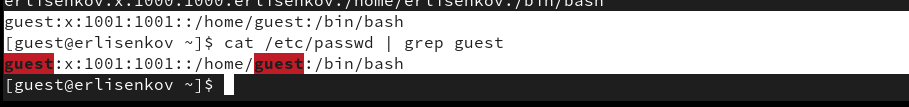 erlisenkov:x:1000:1000:erlisenkov:/home/erlisenkov:/bin/bash
guest:x:1001:1001::/home/guest:/bin/bash
[guest@erlisenkov ~]$ cat /etc/passwd | grep guest
guest:x:1001:1001::/home/guest:/bin/bash
[guest@erlisenkov ~]$